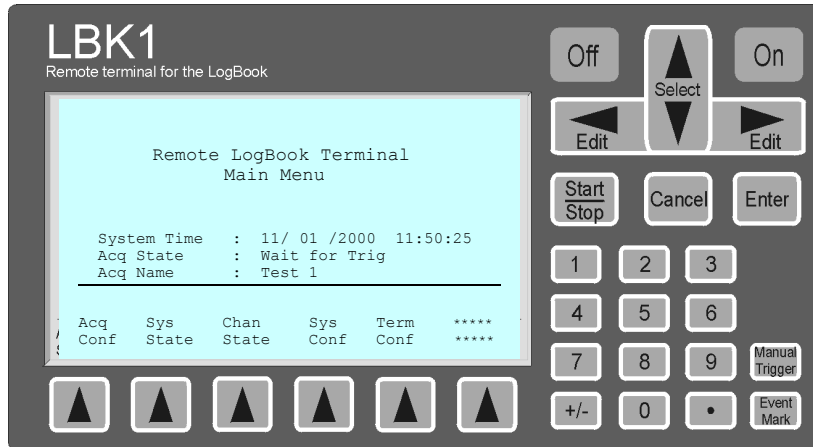 LBK1
Remote terminal for the LogBook
Remote LogBook Terminal
Main Menu
System Time : 11/ 01 /2000 11:50:25
Acq State : Wait for Trig
Acq Name : Test 1
Acq Sys Chan Sys Term *****
Conf State State Conf Conf *****
Off
On
Select
Edit
Edit
Start
Stop
Cancel
Enter
1 2 3
4 5 6
7 8 9
Manual
Trigger
+/- 0 •
Event
Mark